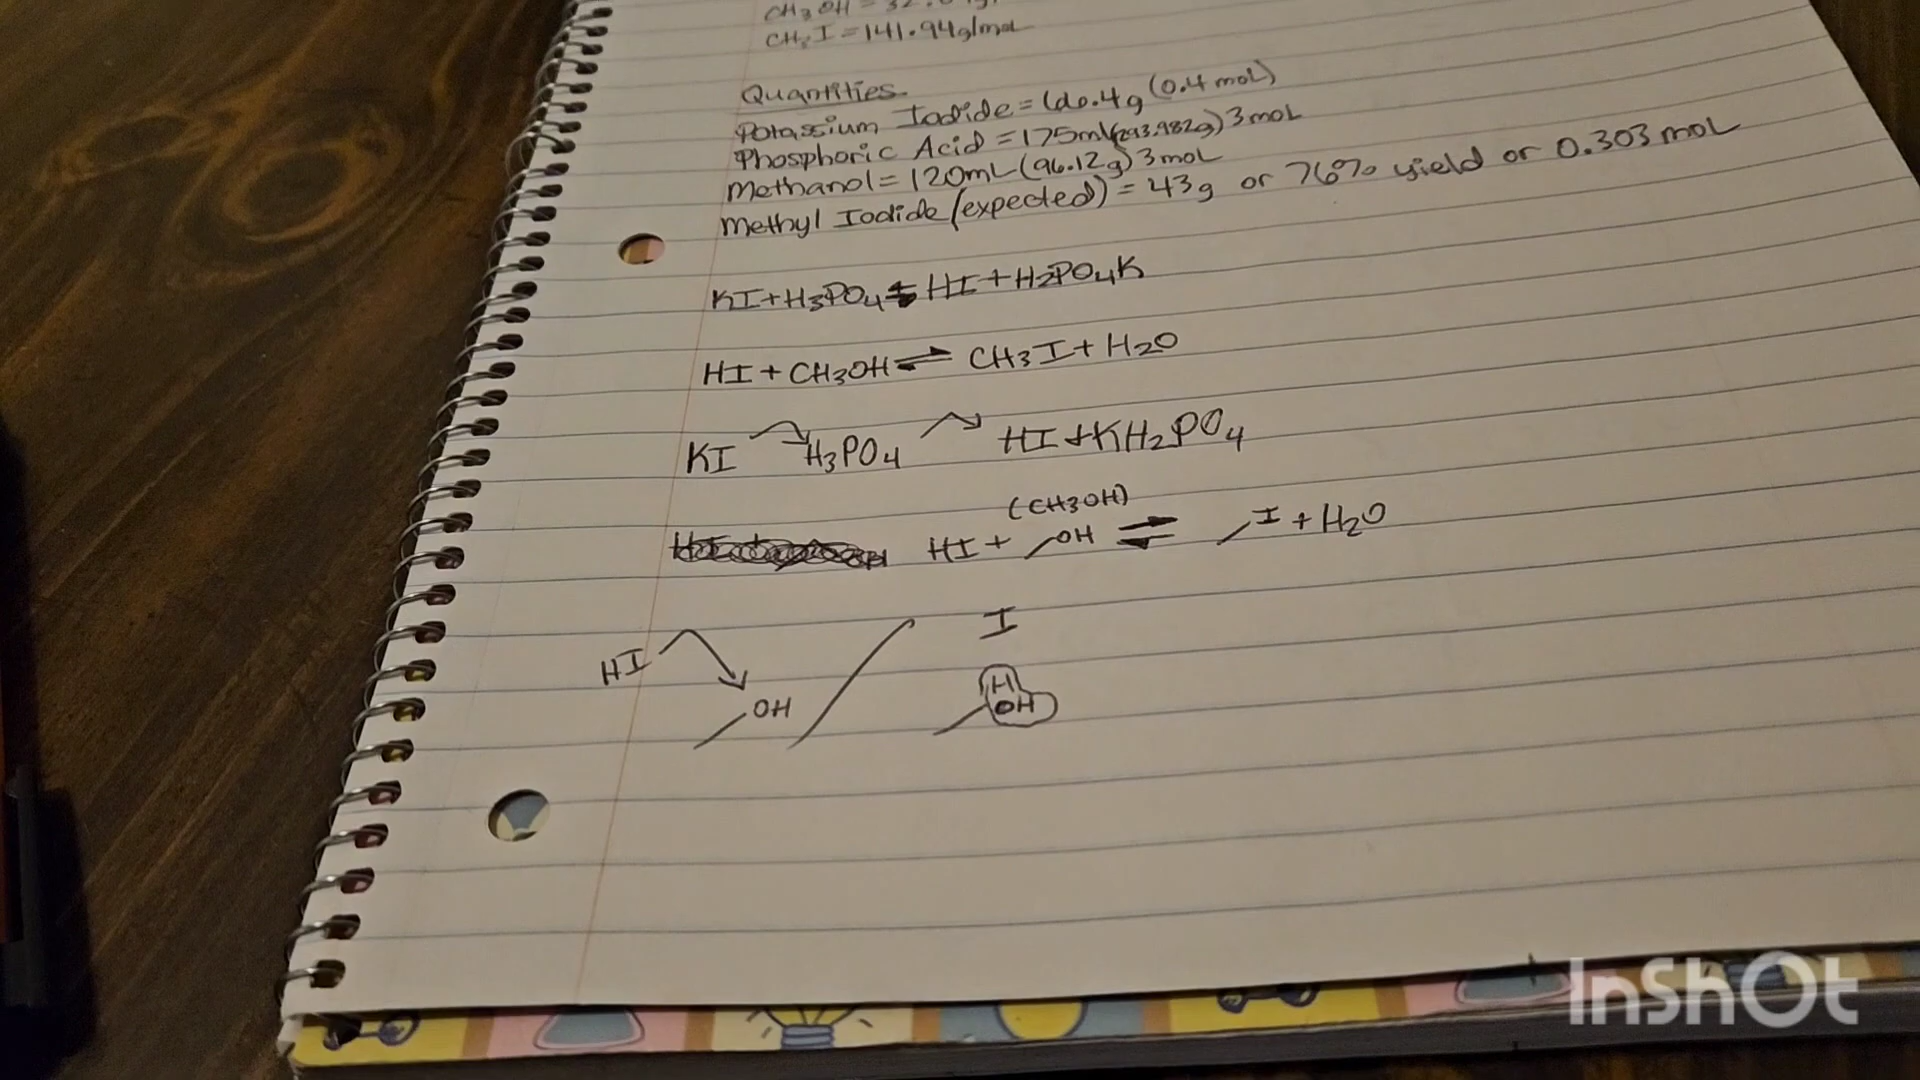 CH3OH = 32.
CH3I = 141.94g/mol
Quantities
Potassium Iodide = 66.4g (0.4 mol)
Phosphoric Acid = 175ml (293.982g) 3 mol
Methanol = 120mL (96.12g) 3 mol
Methyl Iodide (expected) = 43g or 76% yield or 0.303 mol
KI + H3PO4 ⇌ HI + H2PO4K
HI + CH3OH ⇌ CH3I + H2O
KI H3PO4 HI + KH2PO4
(CH3OH)
HI + OH ⇌ I + H2O
I
HI H
OH OH
InShOt